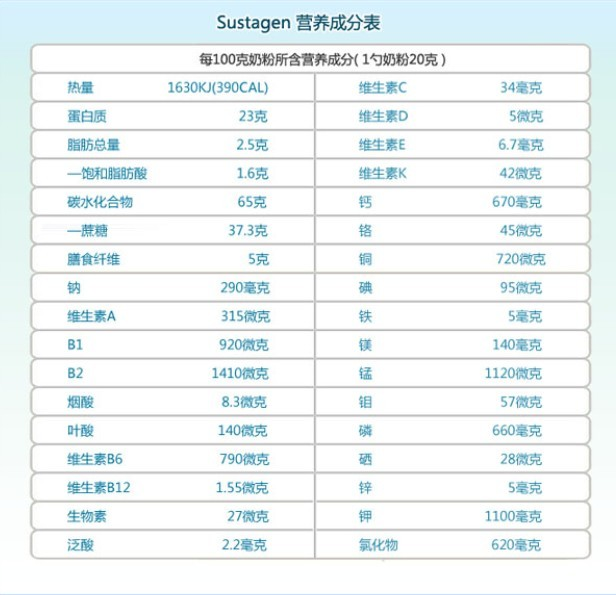 Sustagen 营养成分表
每100克奶粉所含营养成分( 1勺奶粉20克 )
热量 1630KJ(390CAL) 维生素C 34毫克
蛋白质 23克 维生素D 5微克
脂肪总量 2.5克 维生素E 6.7毫克
—饱和脂肪酸 1.6克 维生素K 42微克
碳水化合物 65克 钙 670毫克
—蔗糖 37.3克 铬 45微克
膳食纤维 5克 铜 720微克
钠 290毫克 碘 95微克
维生素A 315微克 铁 5毫克
B1 920微克 镁 140毫克
B2 1410微克 锰 1120微克
烟酸 8.3微克 钼 57微克
叶酸 140微克 磷 660毫克
维生素B6 790微克 硒 28微克
维生素B12 1.55微克 锌 5毫克
生物素 27微克 钾 1100毫克
泛酸 2.2毫克 氯化物 620毫克